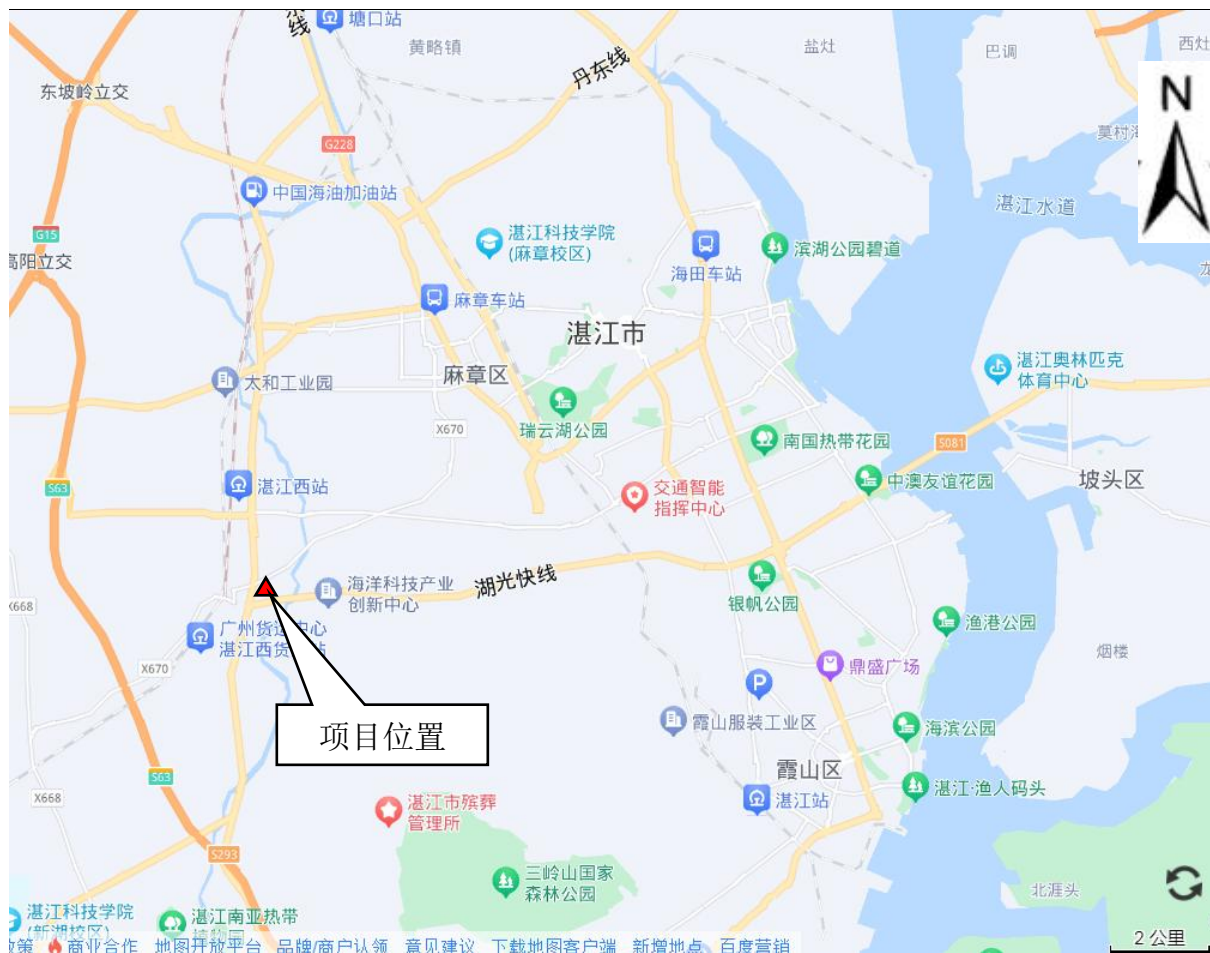 塘口站
黄略镇
盐灶
巴调
西灶
丹东线
东坡岭立交
N
G228
中国海油加油站
湛江水道
湛江科技学院
(麻章校区)
G15
高阳立交
滨湖公园碧道
海田车站
麻章车站
湛江市
麻章区
太和工业园
湛江奥林匹克
体育中心
瑞云湖公园
X670
南国热带花园
S081
中澳友谊花园
坡头区
S63
湛江西站
交通智能
指挥中心
海洋科技产业
创新中心
湖光快线
银帆公园
X668
渔港公园
广州货运中心
湛江西货
站
烟楼
X670
鼎盛广场
P
项目位置
霞山服装工业区
海滨公园
霞山区
S63
X668
湛江站
湛江·渔人码头
湛江市殡葬
管理所
S293
三岭山国家
森林公园
北涯头
湛江科技学院
(新湖校区)
湛江南亚热带
2 公里
商业合作 地图开放平台 品牌/商户认领 意见建议 下载地图客户端 新增地点 百度营销